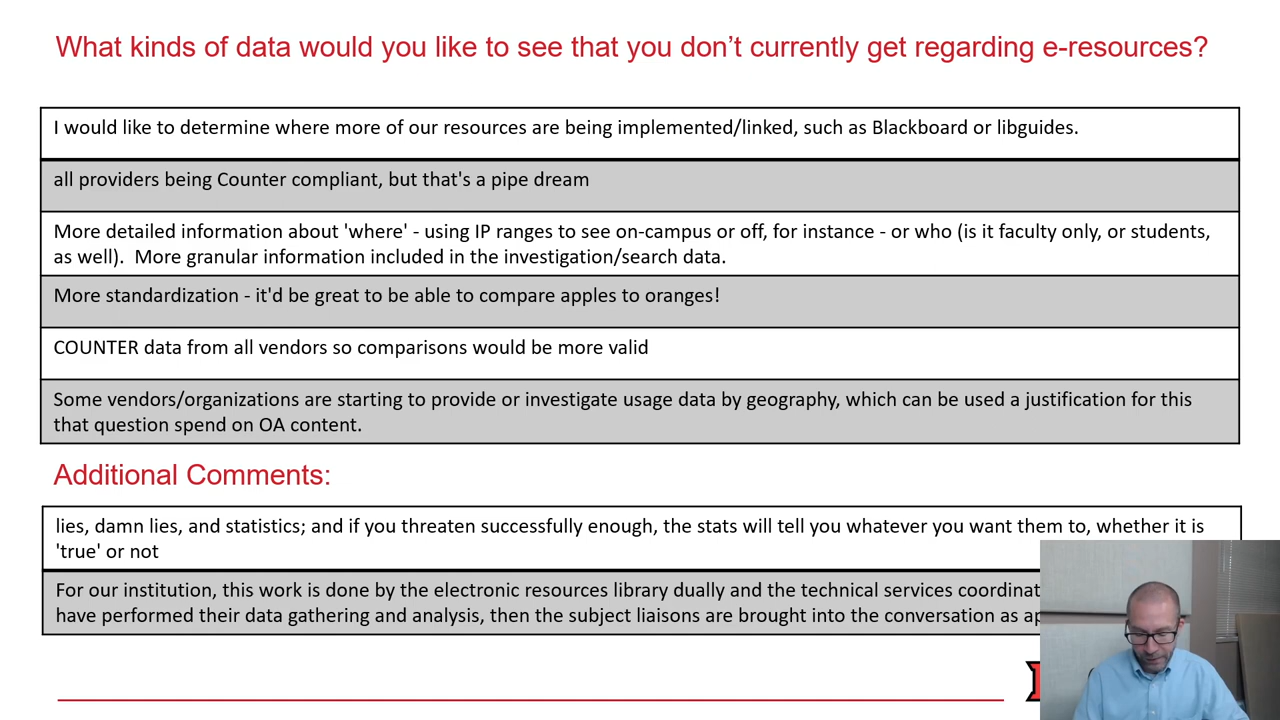 What kinds of data would you like to see that you don’t currently get regarding e-resources?
I would like to determine where more of our resources are being implemented/linked, such as Blackboard or libguides.
all providers being Counter compliant, but that's a pipe dream
More detailed information about 'where' - using IP ranges to see on-campus or off, for instance - or who (is it faculty only, or students,
as well).  More granular information included in the investigation/search data.
More standardization - it'd be great to be able to compare apples to oranges!
COUNTER data from all vendors so comparisons would be more valid
Some vendors/organizations are starting to provide or investigate usage data by geography, which can be used a justification for this
that question spend on OA content.
Additional Comments:
lies, damn lies, and statistics; and if you threaten successfully enough, the stats will tell you whatever you want them to, whether it is
'true' or not
For our institution, this work is done by the electronic resources library dually and the technical services
have performed their data gathering and analysis, then the subject liaisons are brought into the conversation as